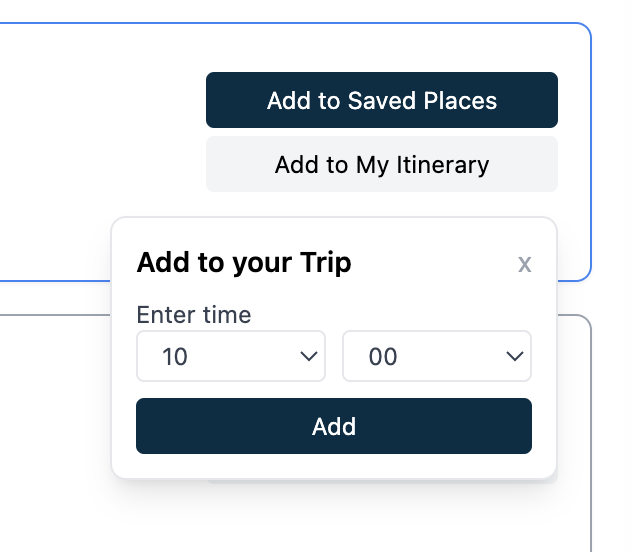 Add to Saved Places
Add to My Itinerary
Add to your Trip x
Enter time
10 00
Add